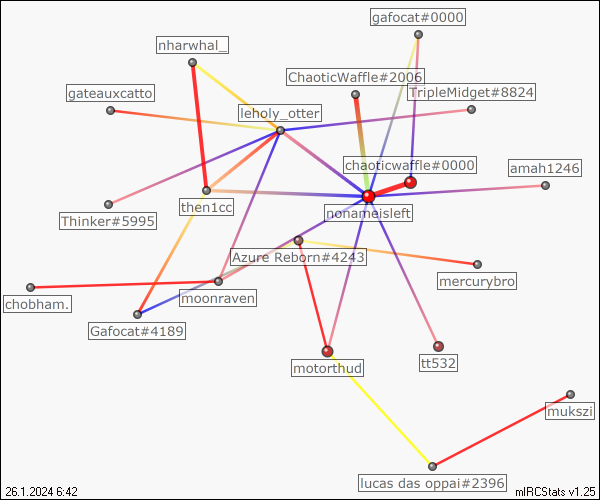 gafocat#0000
nharwhal_
ChaoticWaffle#2006
gateauxcatto
TripleMidget#8824
leholy_otter
chaoticwaffle#0000
amah1246
then1cc
nonameisleft
Thinker#5995
Azure Reborn#4243
mercurybro
moonraven
chobham.
Gafocat#4189
motorthud
tt532
mukszi
lucas das oppai#2396
26.1.2024 6:42
mIRCStats v1.25